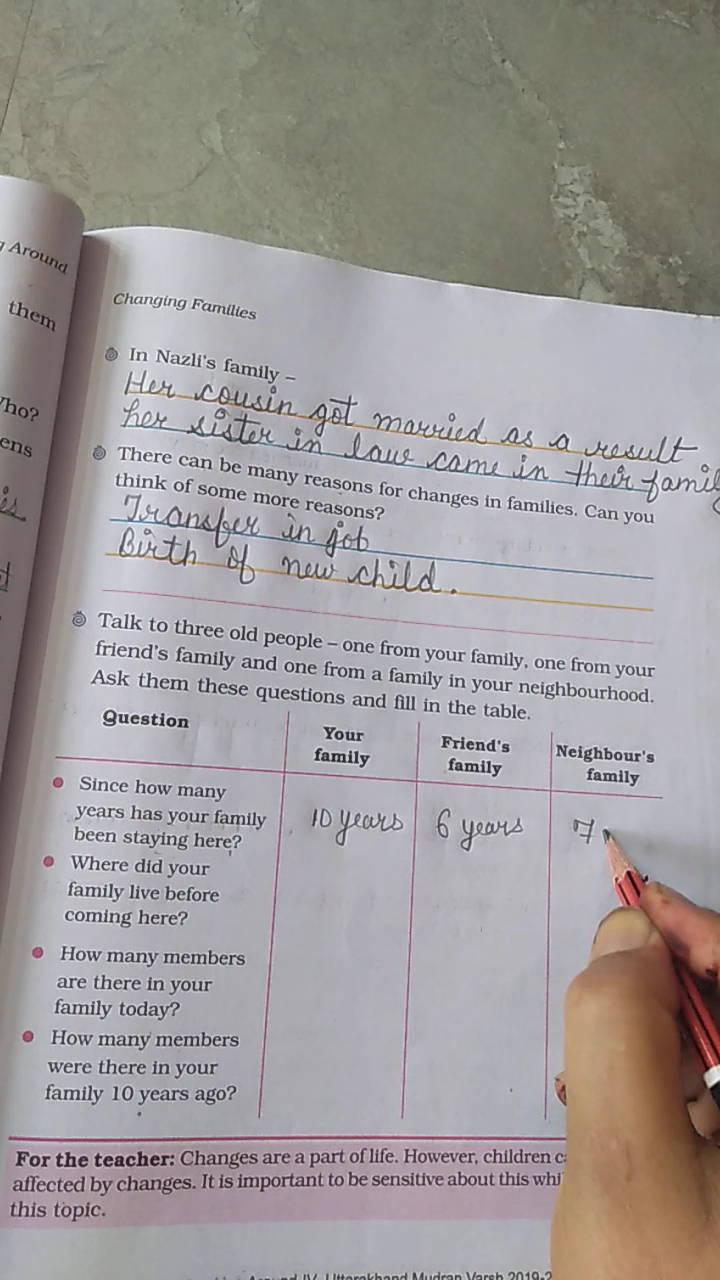 Around
them
ho?
ens
Changing Families
In Nazli's family –
Her cousin got married as a result
her sister in law came in their famil
There can be many reasons for changes in families. Can you
think of some more reasons?
Transfer in job
Birth of new child.
Talk to three old people – one from your family, one from your
friend's family and one from a family in your neighbourhood.
Ask them these questions and fill in the table.
Question Your family Friend's family Neighbour's family
Since how many
years has your family
been staying here?
10 years 6 years 7
Where did your
family live before
coming here?
How many members
are there in your
family today?
How many members
were there in your
family 10 years ago?
For the teacher: Changes are a part of life. However, children
affected by changes. It is important to be sensitive about this
this topic.
IV, Uttarakhand Mudran Varsh 2019-2